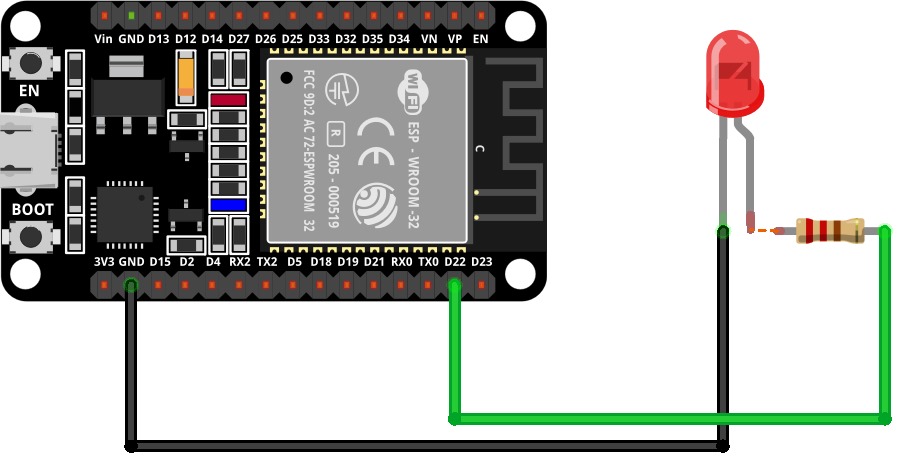 Vin GND D13 D12 D14 D27 D26 D25 D33 D32 D35 D34 VN VP EN
EN
BOOT
FCC 9D:2 AC 72-ESPWROOM 32
R
205 - 000519
CE
WiFi
ESP - WROOM -32
C
3V3 GND D15 D2 D4 RX2 TX2 D5 D18 D19 D21 RX0 TX0 D22 D23